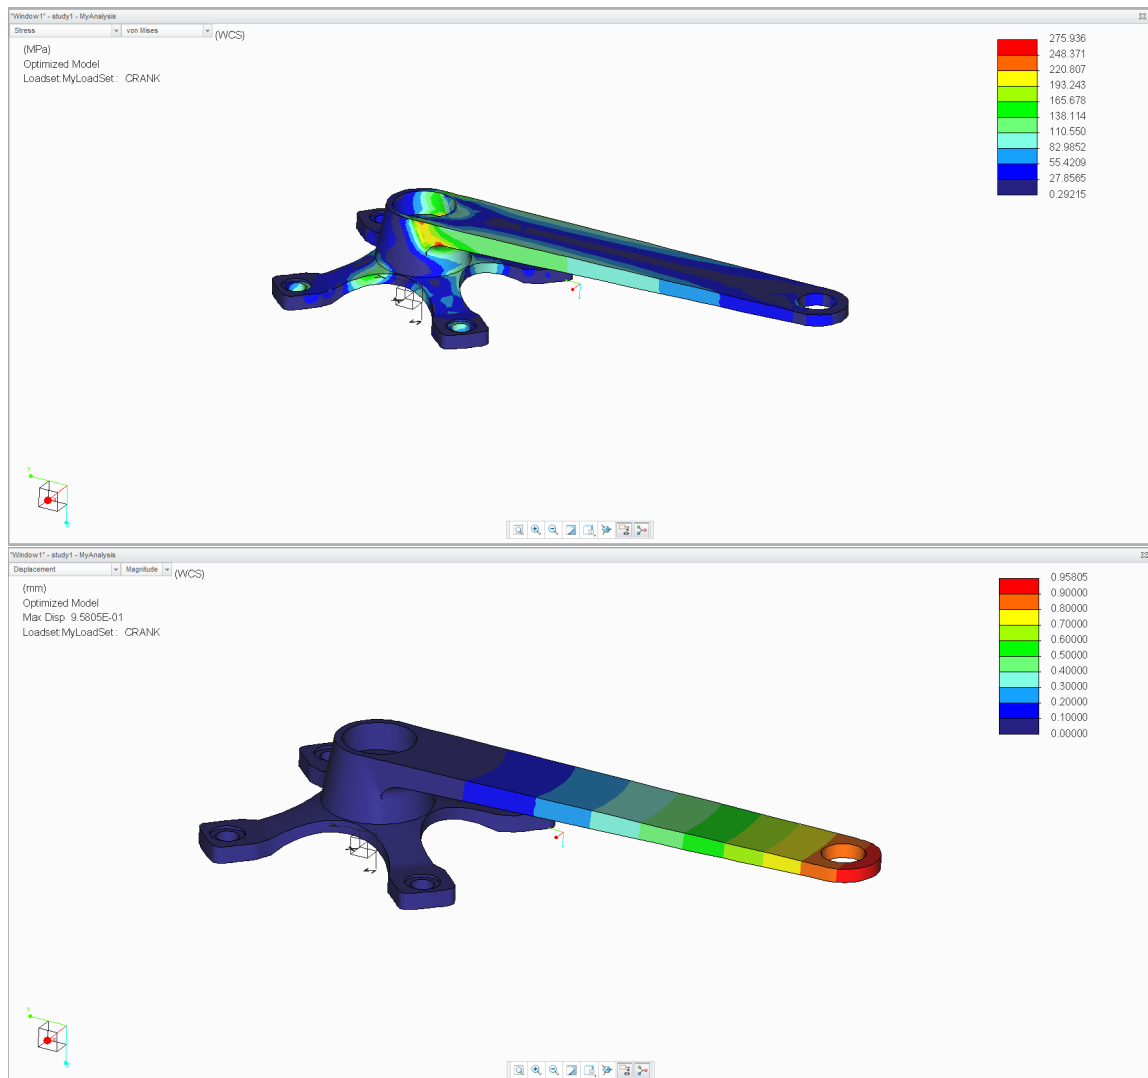 "Window1" - study1 - MyAnalysis
Stress von Mises (WCS)
(MPa)
Optimized Model
Loadset:MyLoadSet : CRANK
275.936
248.371
220.807
193.243
165.678
138.114
110.550
82.9852
55.4209
27.8565
0.29215
Y
"Window1" - study1 - MyAnalysis
Displacement Magnitude (WCS)
(mm)
Optimized Model
Max Disp 9.5805E-01
Loadset:MyLoadSet : CRANK
0.95805
0.90000
0.80000
0.70000
0.60000
0.50000
0.40000
0.30000
0.20000
0.10000
0.00000
Y